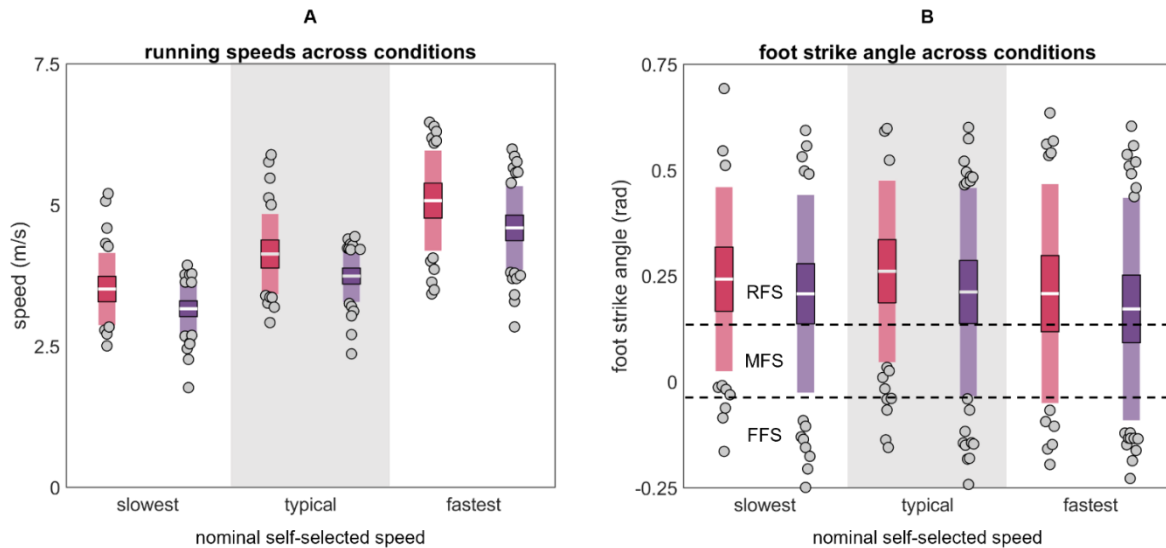 A
running speeds across conditions
7.5
5
2.5
0
speed (m/s)
slowest typical fastest
nominal self-selected speed
B
foot strike angle across conditions
0.75
0.5
0.25
0
-0.25
foot strike angle (rad)
RFS
MFS
FFS
slowest typical fastest
nominal self-selected speed